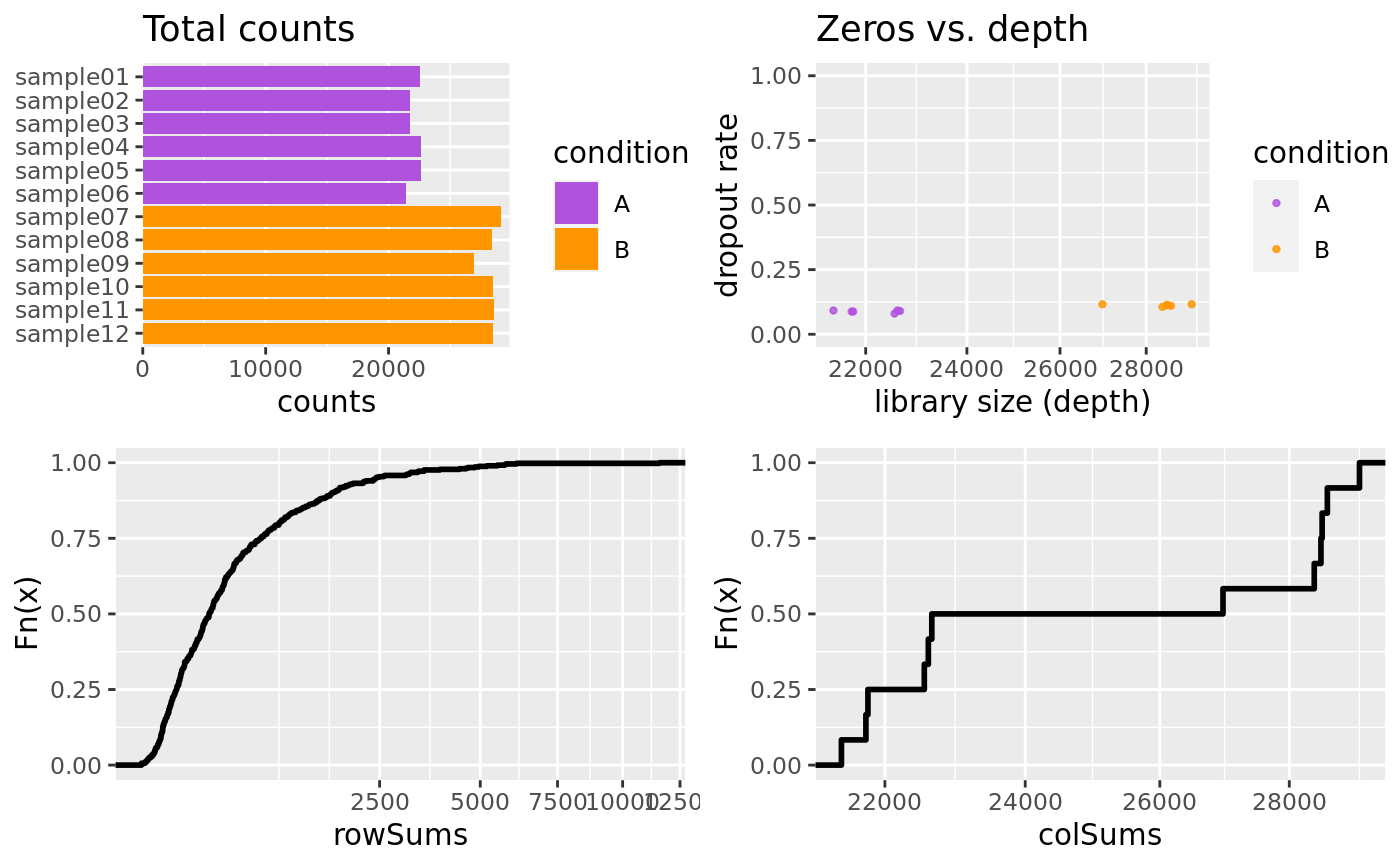 Total counts
sample01
sample02
sample03
sample04
sample05
sample06
sample07
sample08
sample09
sample10
sample11
sample12
0 10000 20000
counts
condition
A
B
Zeros vs. depth
1.00
0.75
0.50
0.25
0.00
dropout rate
22000 24000 26000 28000
library size (depth)
condition
A
B
1.00
0.75
0.50
0.25
0.00
Fn(x)
2500 5000 7500 10000 1250
rowSums
1.00
0.75
0.50
0.25
0.00
Fn(x)
22000 24000 26000 28000
colSums